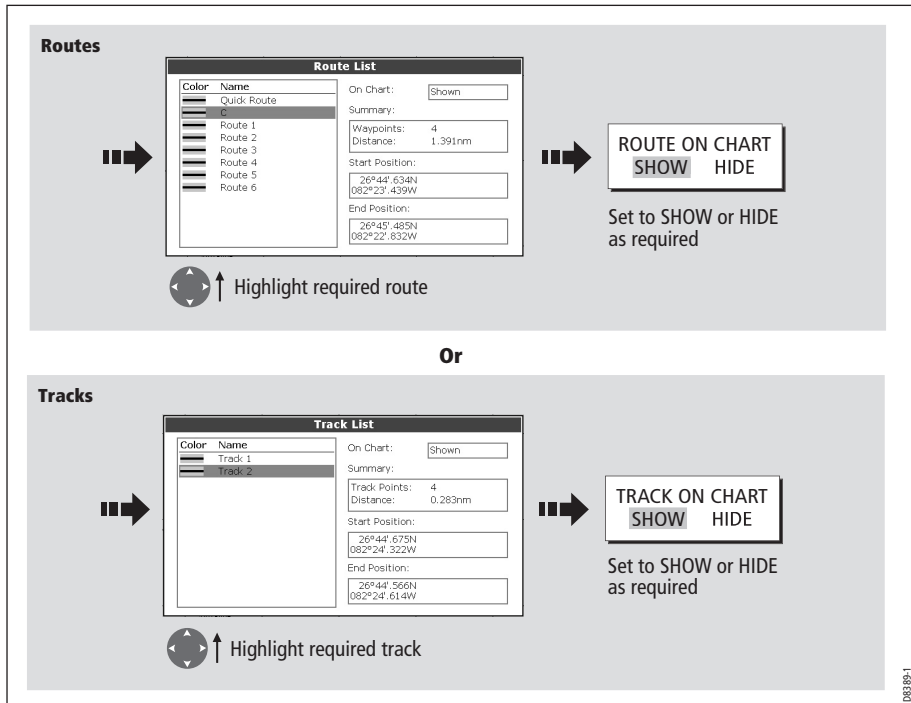 Routes
Route List
Color Name
Quick Route
C
Route 1
Route 2
Route 3
Route 4
Route 5
Route 6
On Chart: Shown
Summary:
Waypoints: 4
Distance: 1.391nm
Start Position:
26°44'.634N
082°23'.439W
End Position:
26°45'.485N
082°22'.832W
Highlight required route
ROUTE ON CHART
SHOW HIDE
Set to SHOW or HIDE
as required
Or
Tracks
Track List
Color Name
Track 1
Track 2
On Chart: Shown
Summary:
Track Points: 4
Distance: 0.283nm
Start Position:
26°44'.675N
082°24'.322W
End Position:
26°44'.566N
082°24'.614W
Highlight required track
TRACK ON CHART
SHOW HIDE
Set to SHOW or HIDE
as required
D8389-1